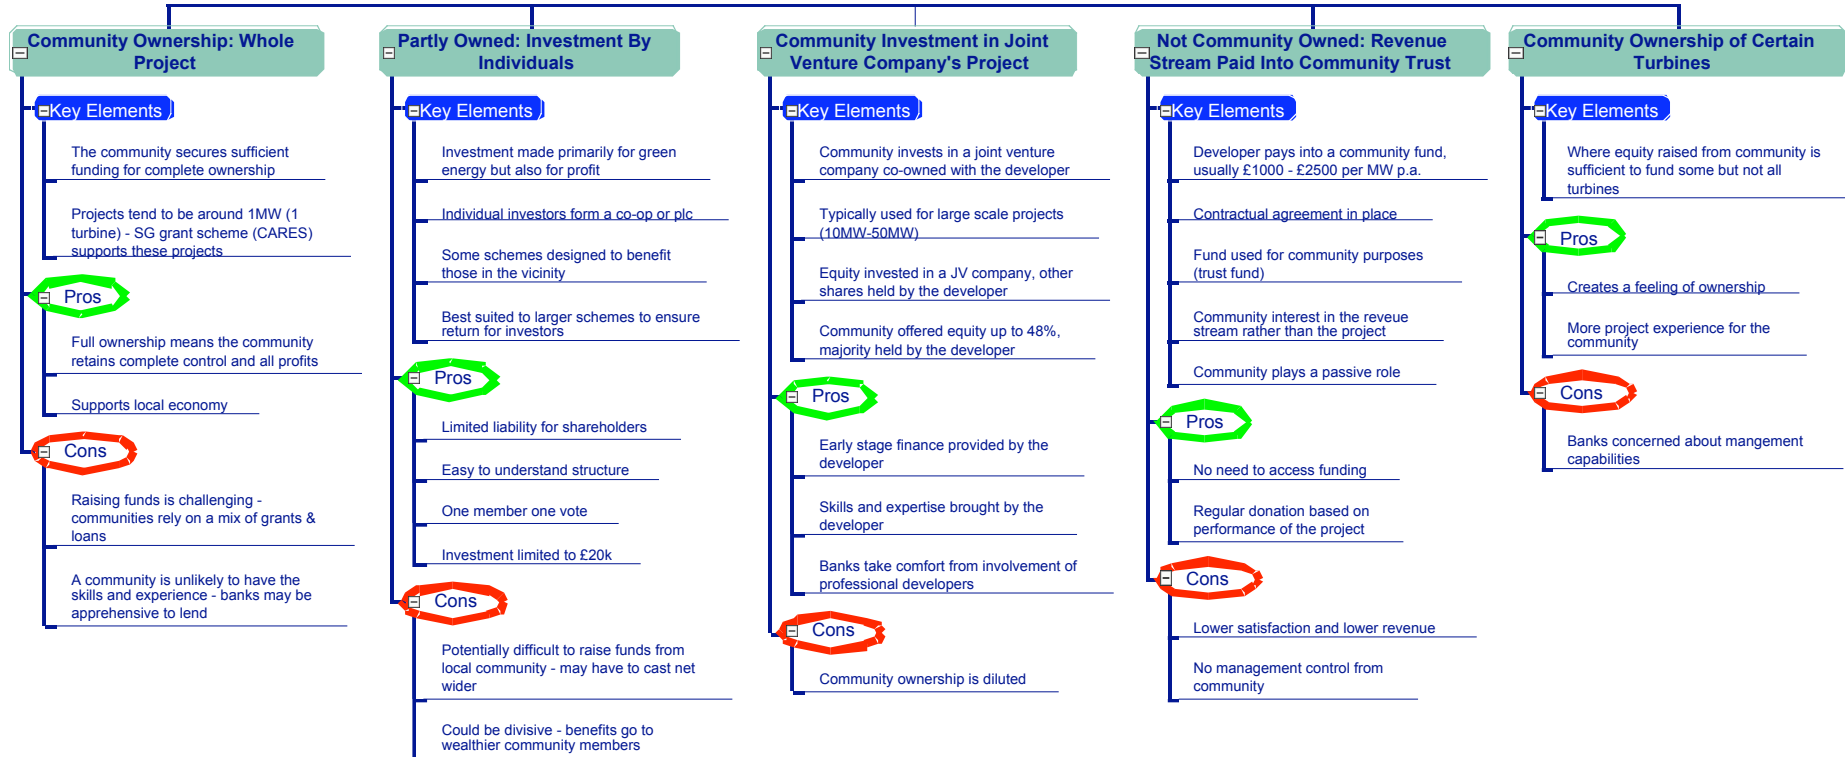 Community Ownership: Whole
Project
Key Elements
The community secures sufficient
funding for complete ownership
Projects tend to be around 1MW (1
turbine) - SG grant scheme (CARES)
supports these projects
Pros
Full ownership means the community
retains complete control and all profits
Supports local economy
Cons
Raising funds is challenging -
communities rely on a mix of grants &
loans
A community is unlikely to have the
skills and experience - banks may be
apprehensive to lend
Partly Owned: Investment By
Individuals
Key Elements
Investment made primarily for green
energy but also for profit
Individual investors form a co-op or plc
Some schemes designed to benefit
those in the vicinity
Best suited to larger schemes to ensure
return for investors
Pros
Limited liability for shareholders
Easy to understand structure
One member one vote
Investment limited to £20k
Cons
Potentially difficult to raise funds from
local community - may have to cast net
wider
Could be divisive - benefits go to
wealthier community members
Community Investment in Joint
Venture Company's Project
Key Elements
Community invests in a joint venture
company co-owned with the developer
Typically used for large scale projects
(10MW-50MW)
Equity invested in a JV company, other
shares held by the developer
Community offered equity up to 48%,
majority held by the developer
Pros
Early stage finance provided by the
developer
Skills and expertise brought by the
developer
Banks take comfort from involvement of
professional developers
Cons
Community ownership is diluted
Not Community Owned: Revenue
Stream Paid Into Community Trust
Key Elements
Developer pays into a community fund,
usually £1000 - £2500 per MW p.a.
Contractual agreement in place
Fund used for community purposes
(trust fund)
Community interest in the reveue
stream rather than the project
Community plays a passive role
Pros
No need to access funding
Regular donation based on
performance of the project
Cons
Lower satisfaction and lower revenue
No management control from
community
Community Ownership of Certain
Turbines
Key Elements
Where equity raised from community is
sufficient to fund some but not all
turbines
Pros
Creates a feeling of ownership
More project experience for the
community
Cons
Banks concerned about mangement
capabilities